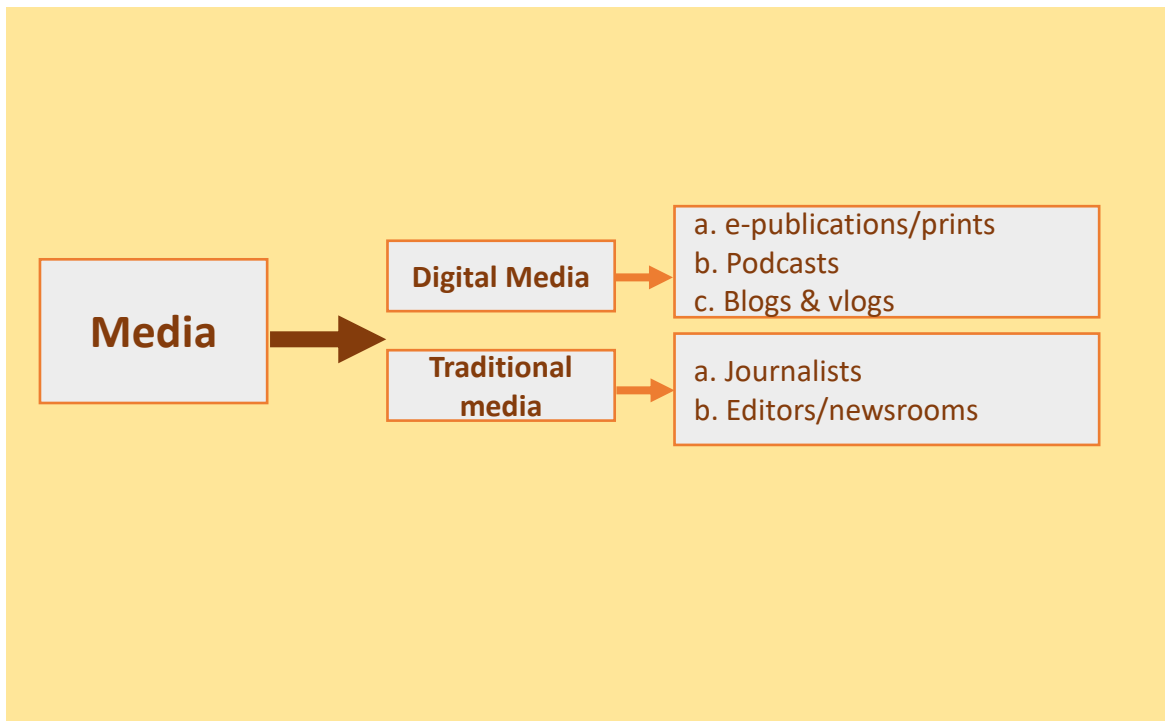 Media
Digital Media
a. e-publications/prints
b. Podcasts
c. Blogs & vlogs
Traditional
media
a. Journalists
b. Editors/newsrooms